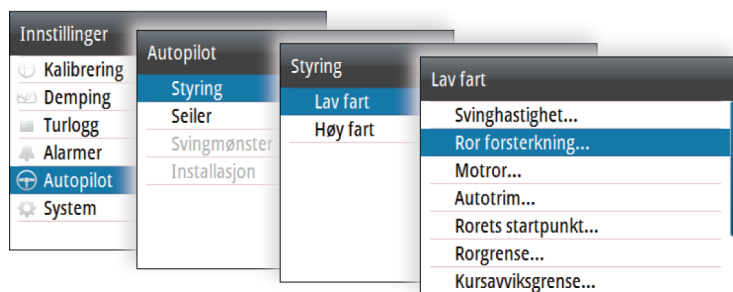 Innstillinger
Kalibrering
Demping
Turlogg
Alarmer
Autopilot
System
Autopilot
Styring
Seiler
Svingmønster
Installasjon
Styring
Lav fart
Høy fart
Lav fart
Svinghastighet...
Ror forsterkning...
Motror...
Autotrim...
Rorets startpunkt...
Rorgrense...
Kursavviksgrense...